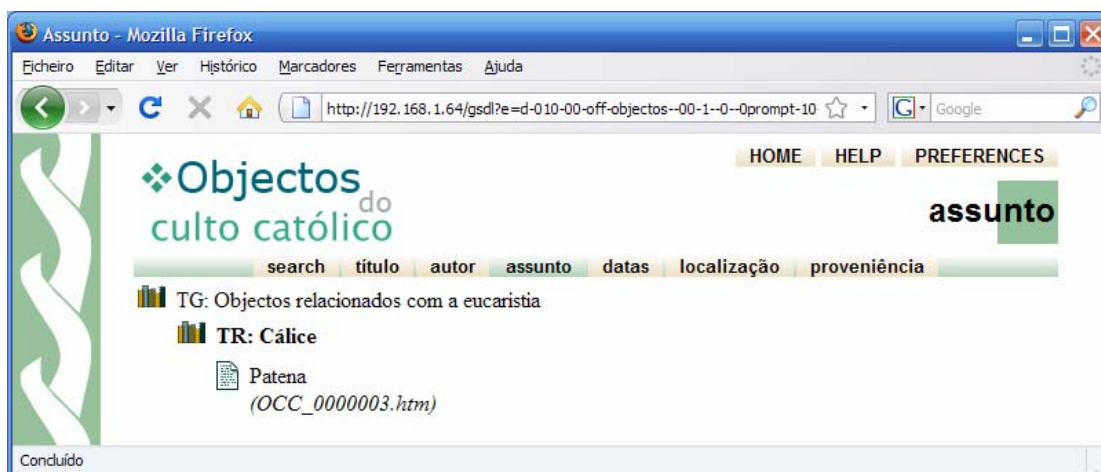 Assunto - Mozilla Firefox
Ficheiro Editar Ver Histórico Marcadores Ferramentas Ajuda
http://192.168.1.64/gsdl?e=d-010-00-off-objectos--00-1--0--0prompt-10 G Google
HOME HELP PREFERENCES
Objectos
do
culto católico
assunto
search título autor assunto datas localização proveniência
TG: Objectos relacionados com a eucaristia
TR: Cálice
Patena
(OCC_0000003.htm)
Concluído